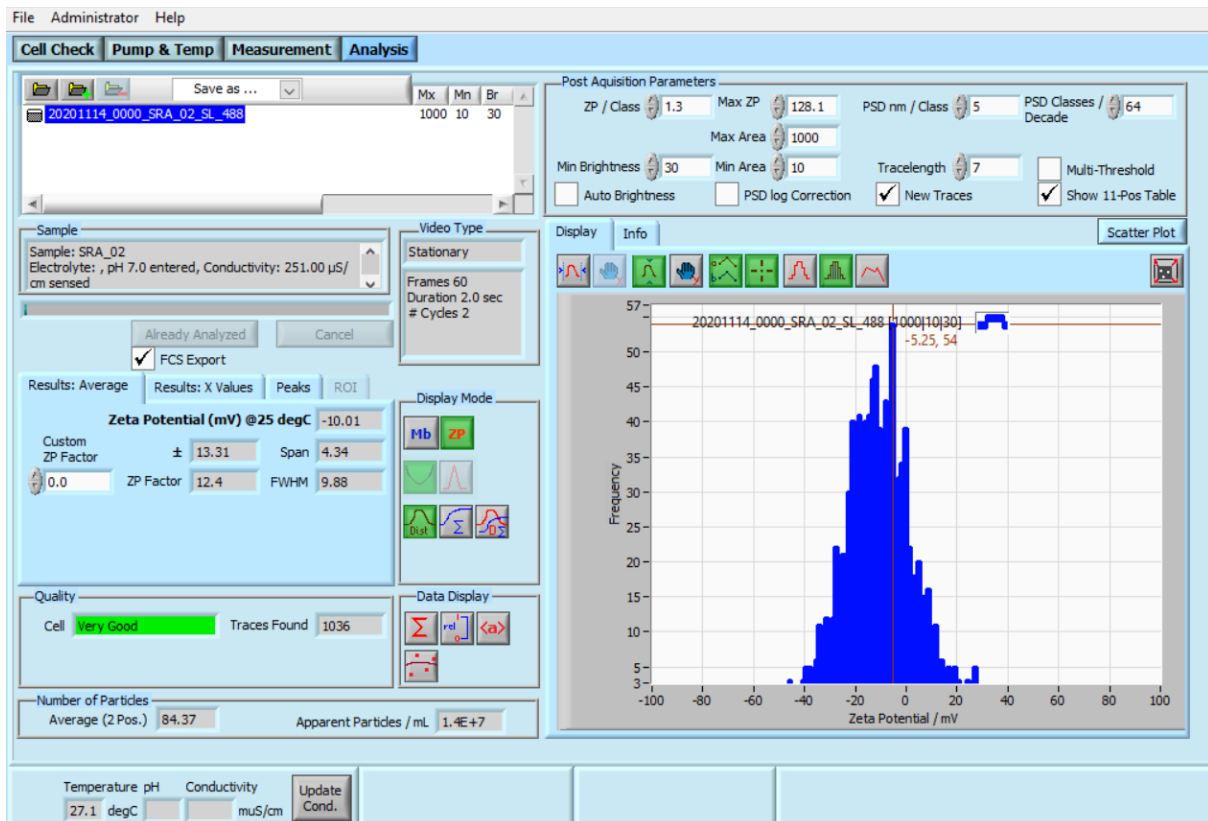 File Administrator Help
Cell Check Pump & Temp Measurement Analysis
Save as ...
Mx Mn Br
20201114_0000_SRA_02_SL_488 1000 10 30
Post Aquisition Parameters
ZP / Class 1.3 Max ZP 128.1 PSD nm / Class 5 PSD Classes / Decade 64
Max Area 1000
Min Brightness 30 Min Area 10 Tracelength 7 Multi-Threshold
Auto Brightness PSD log Correction New Traces Show 11-Pos Table
Sample
Sample: SRA_02
Electrolyte: , pH 7.0 entered, Conductivity: 251.00 µS/
cm sensed
Video Type
Stationary
Frames 60
Duration 2.0 sec
# Cycles 2
Already Analyzed Cancel
FCS Export
Results: Average Results: X Values Peaks ROI
Zeta Potential (mV) @25 degC -10.01
Custom
ZP Factor
± 13.31 Span 4.34
0.0 ZP Factor 12.4 FWHM 9.88
Display Mode
Mb ZP
Dist Σ DΣ
Quality
Cell Very Good Traces Found 1036
Data Display
Σ rel 1 0 <a>
Number of Particles
Average (2 Pos.) 84.37 Apparent Particles / mL 1.4E+7
Display Info Scatter Plot
x y
20201114_0000_SRA_02_SL_488 [1000|10|30]
-5.25, 54
57
50
45
40
35
30
25
20
15
10
5
3
Frequency
-100 -80 -60 -40 -20 0 20 40 60 80 100
Zeta Potential / mV
Temperature pH Conductivity
27.1 degC muS/cm
Update
Cond.